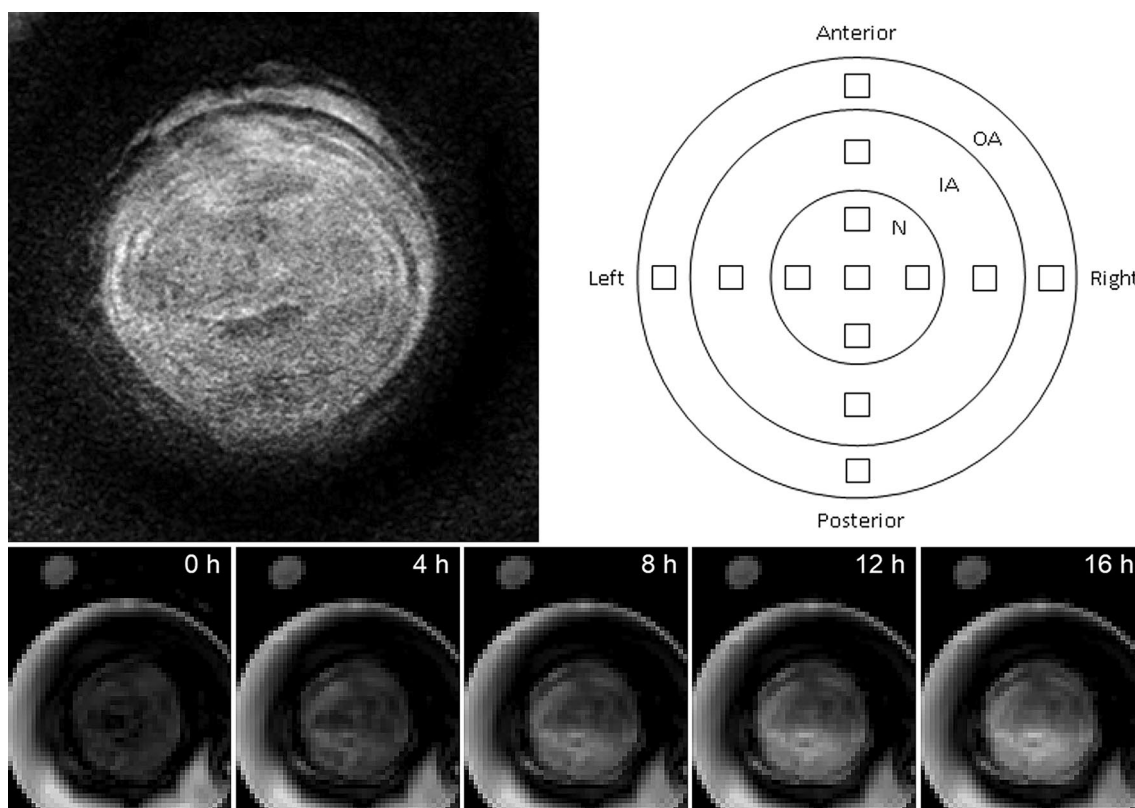 Anterior
OA
IA
N
Left
Right
Posterior
0 h
4 h
8 h
12 h
16 h